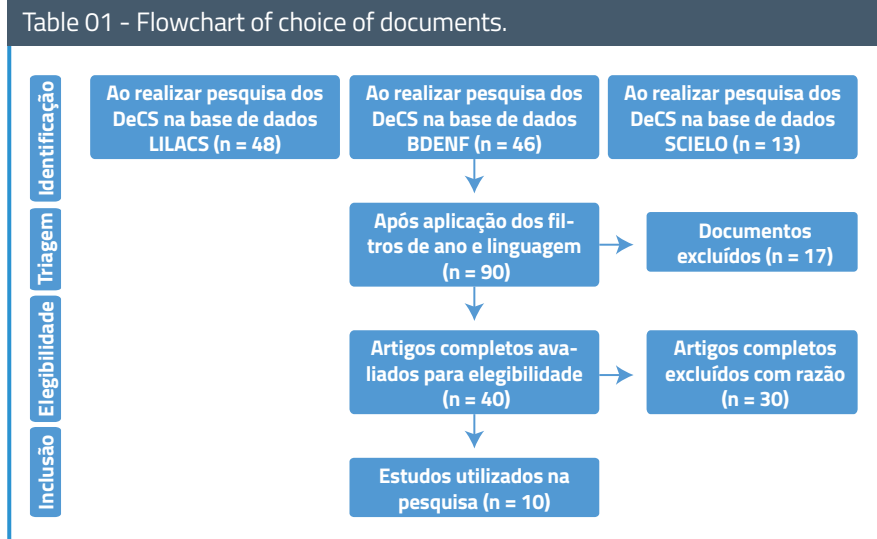 Table 01 - Flowchart of choice of documents.
Identificação
Ao realizar pesquisa dos
DeCS na base de dados
LILACS (n = 48)
Ao realizar pesquisa dos
DeCS na base de dados
BDENF (n = 46)
Ao realizar pesquisa dos
DeCS na base de dados
SCIELO (n = 13)
Triagem
Após aplicação dos fil-
tros de ano e linguagem
(n = 90)
Documentos
excluídos (n = 17)
Elegibilidade
Artigos completos ava-
liados para elegibilidade
(n = 40)
Artigos completos
excluídos com razão
(n = 30)
Inclusão
Estudos utilizados na
pesquisa (n = 10)